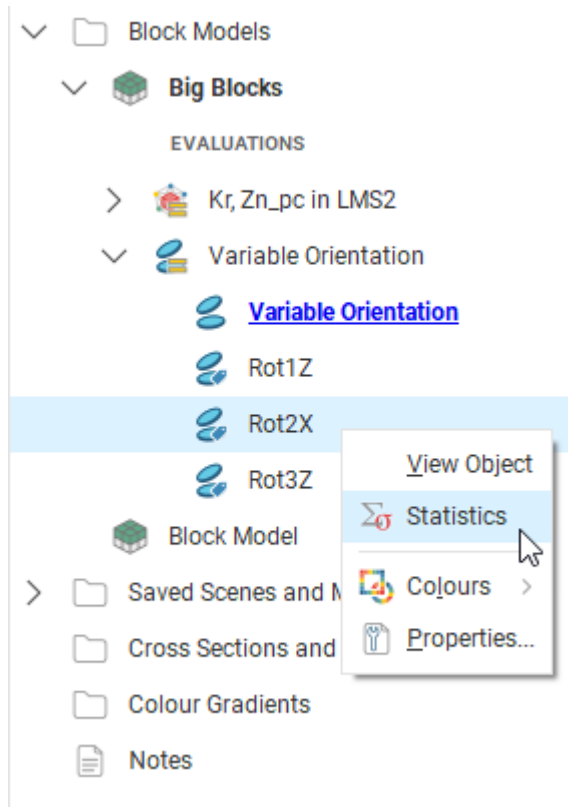 Block Models
Big Blocks
EVALUATIONS
Kr, Zn_pc in LMS2
Variable Orientation
Variable Orientation
Rot1Z
Rot2X
View Object
Rot3Z
Σσ Statistics
Block Model
Saved Scenes and
Colours
Cross Sections and
Properties...
Colour Gradients
Notes